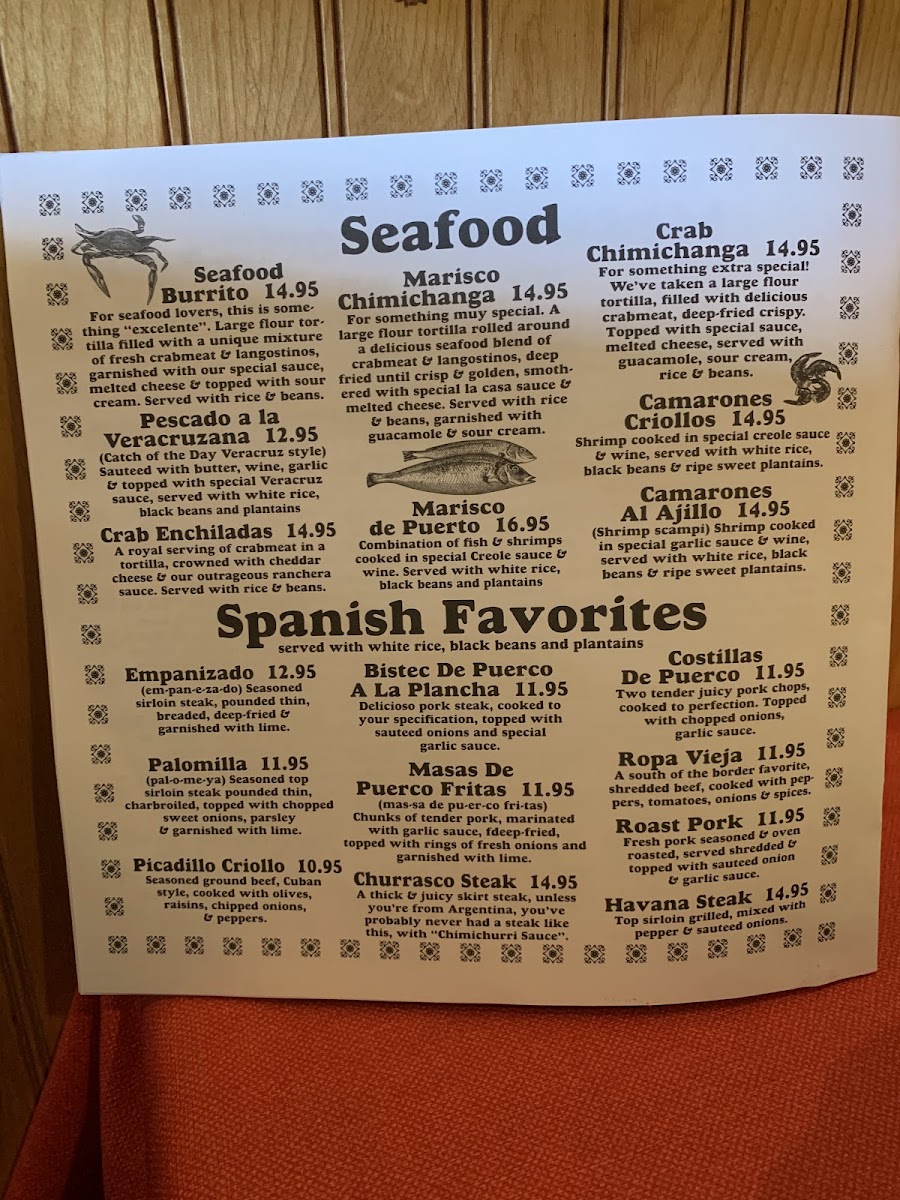 Seafood
Seafood
Burrito 14.95
For seafood lovers, this is some-
thing “excelente”. Large flour tor-
tilla filled with a unique mixture
of fresh crabmeat & langostinos,
garnished with our special sauce,
melted cheese & topped with sour
cream. Served with rice & beans.
Pescado a la
Veracruzana 12.95
(Catch of the Day Veracruz style)
Sauteed with butter, wine, garlic
& topped with special Veracruz
sauce, served with white rice,
black beans and plantains
Crab Enchiladas 14.95
A royal serving of crabmeat in a
tortilla, crowned with cheddar
cheese & our outrageous ranchera
sauce. Served with rice & beans.
Marisco
Chimichanga 14.95
For something muy special. A
large flour tortilla rolled around
a delicious seafood blend of
crabmeat & langostinos, deep
fried until crisp & golden, smoth-
ered with special la casa sauce &
melted cheese. Served with rice
& beans, garnished with
guacamole & sour cream.
Marisco
de Puerto 16.95
Combination of fish & shrimps
cooked in special Creole sauce &
wine. Served with white rice,
black beans and plantains
Crab
Chimichanga 14.95
For something extra special!
We've taken a large flour
tortilla, filled with delicious
crabmeat, deep-fried crispy.
Topped with special sauce,
melted cheese, served with
guacamole, sour cream,
rice & beans.
Camarones
Criollos 14.95
Shrimp cooked in special creole sauce
& wine, served with white rice,
black beans & ripe sweet plantains.
Camarones
Al Ajillo 14.95
(Shrimp scampi) Shrimp cooked
in special garlic sauce & wine,
served with white rice, black
beans & ripe sweet plantains.
Spanish Favorites
served with white rice, black beans and plantains
Empanizado 12.95
(em-pan-e-za-do) Seasoned
sirloin steak, pounded thin,
breaded, deep-fried &
garnished with lime.
Palomilla 11.95
(pal-o-me-ya) Seasoned top
sirloin steak pounded thin,
charbroiled, topped with chopped
sweet onions, parsley
& garnished with lime.
Picadillo Criollo 10.95
Seasoned ground beef, Cuban
style, cooked with olives,
raisins, chipped onions,
& peppers.
Bistec De Puerco
A La Plancha 11.95
Delicioso pork steak, cooked to
your specification, topped with
sauteed onions and special
garlic sauce.
Masas De
Puerco Fritas 11.95
(mas-sa de pu-er-co fri-tas)
Chunks of tender pork, marinated
with garlic sauce, fdeep-fried,
topped with rings of fresh onions and
garnished with lime.
Churrasco Steak 14.95
A thick & juicy skirt steak, unless
you're from Argentina, you've
probably never had a steak like
this, with “Chimichurri Sauce”.
Costillas
De Puerco 11.95
Two tender juicy pork chops,
cooked to perfection. Topped
with chopped onions,
garlic sauce.
Ropa Vieja 11.95
A south of the border favorite,
shredded beef, cooked with pep-
pers, tomatoes, onions & spices.
Roast Pork 11.95
Fresh pork seasoned & oven
roasted, served shredded &
topped with sauteed onion
& garlic sauce.
Havana Steak 14.95
Top sirloin grilled, mixed with
pepper & sauteed onions.